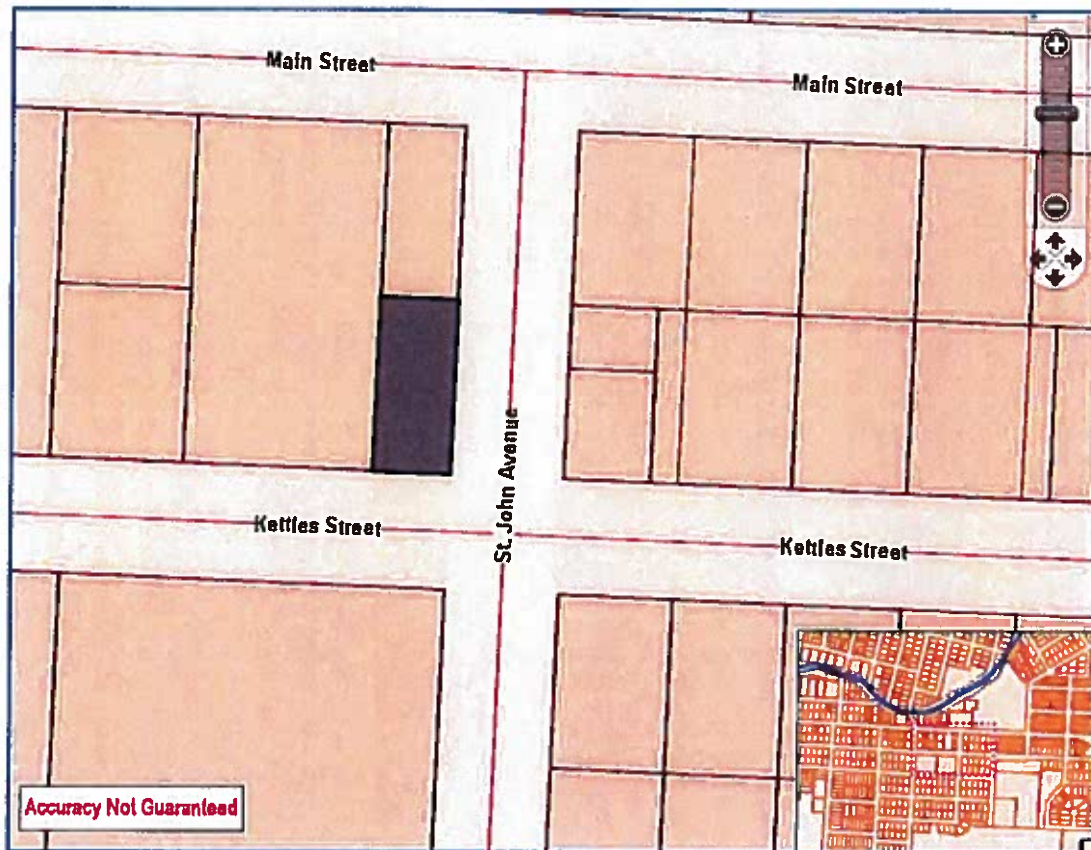 Main Street
Main Street
St. John Avenue
Kettles Street
Kettles Street
Accuracy Not Guaranteed